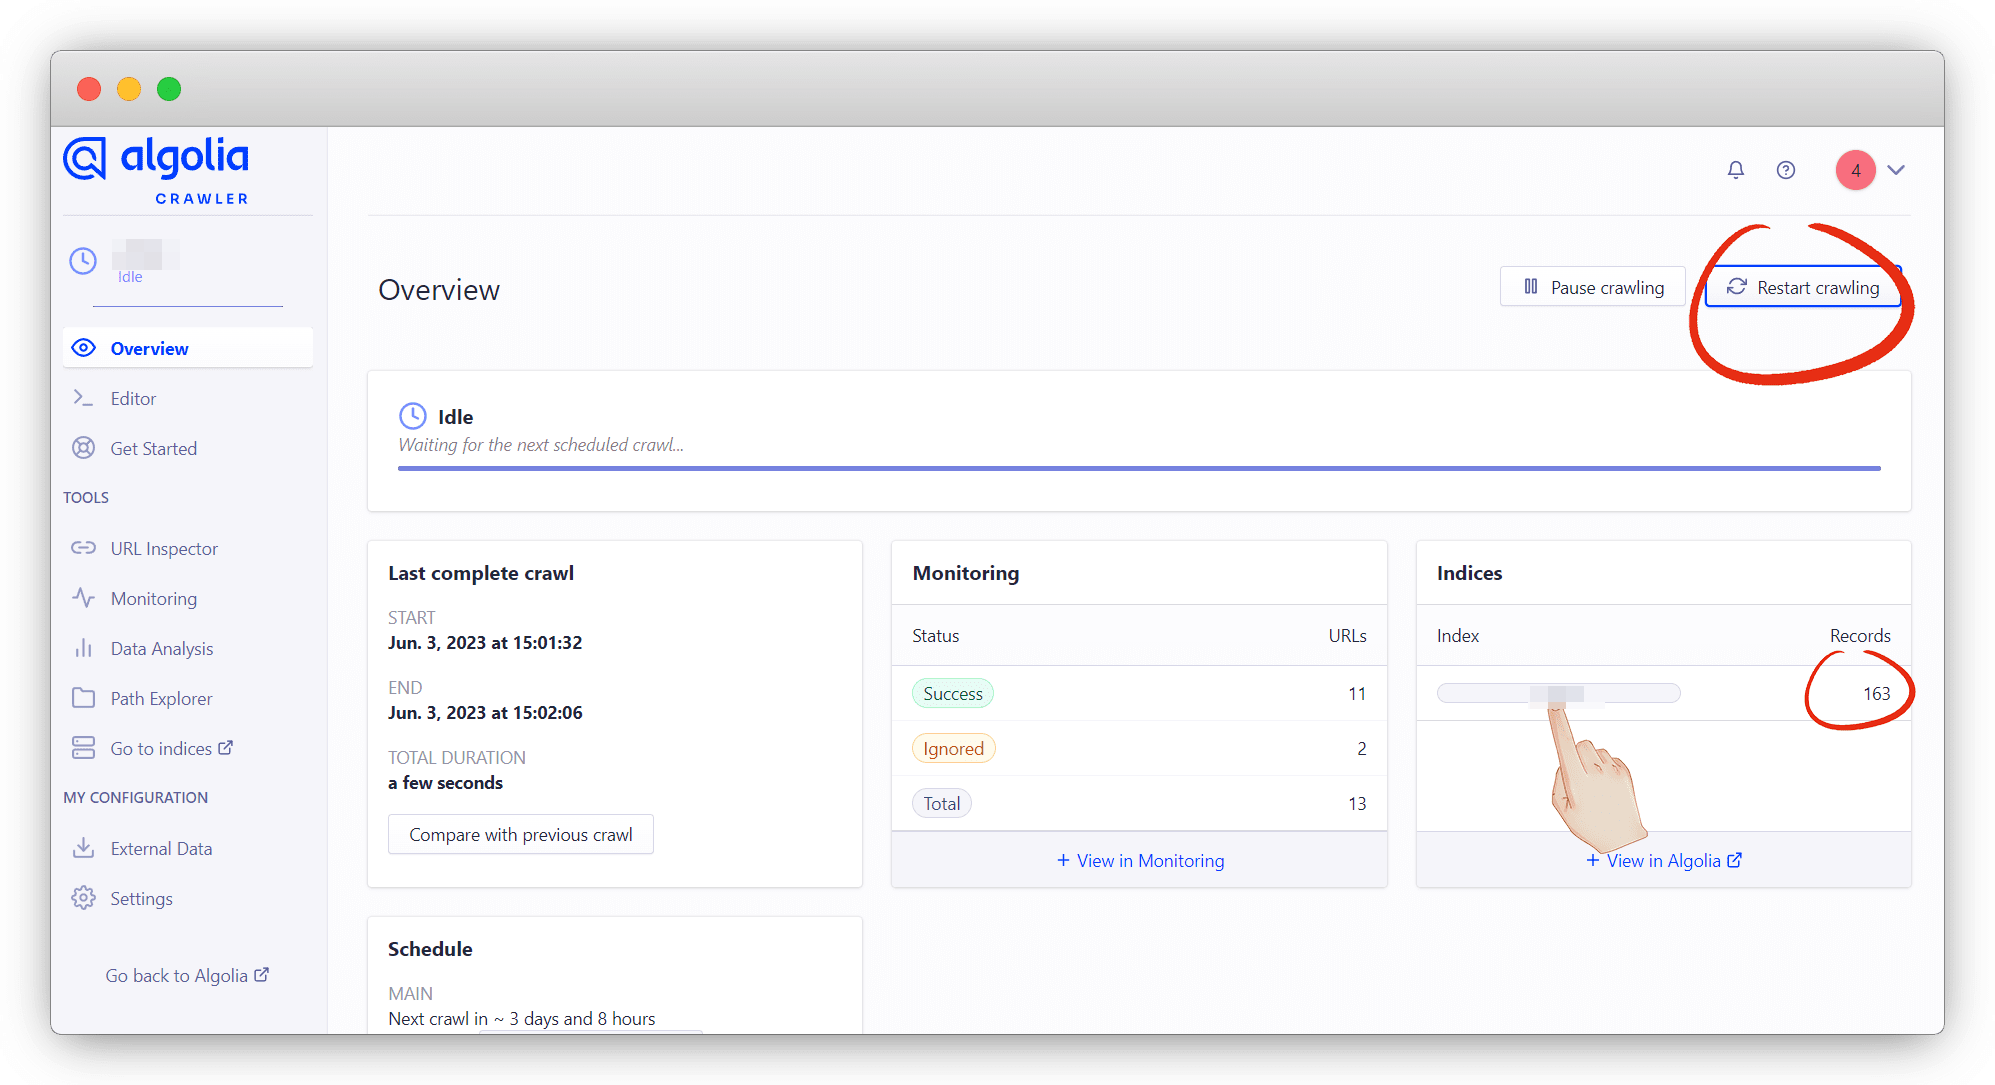 algolia
CRAWLER
4
Idle
Overview
Pause crawling
Restart crawling
Overview
Editor
Get Started
TOOLS
URL Inspector
Monitoring
Data Analysis
Path Explorer
Go to indices
MY CONFIGURATION
External Data
Settings
Go back to Algolia
Idle
Waiting for the next scheduled crawl...
Last complete crawl
START
Jun. 3, 2023 at 15:01:32
END
Jun. 3, 2023 at 15:02:06
TOTAL DURATION
a few seconds
Compare with previous crawl
Monitoring
Status URLs
Success 11
Ignored 2
Total 13
+ View in Monitoring
Indices
Index Records
163
+ View in Algolia
Schedule
MAIN
Next crawl in ~ 3 days and 8 hours